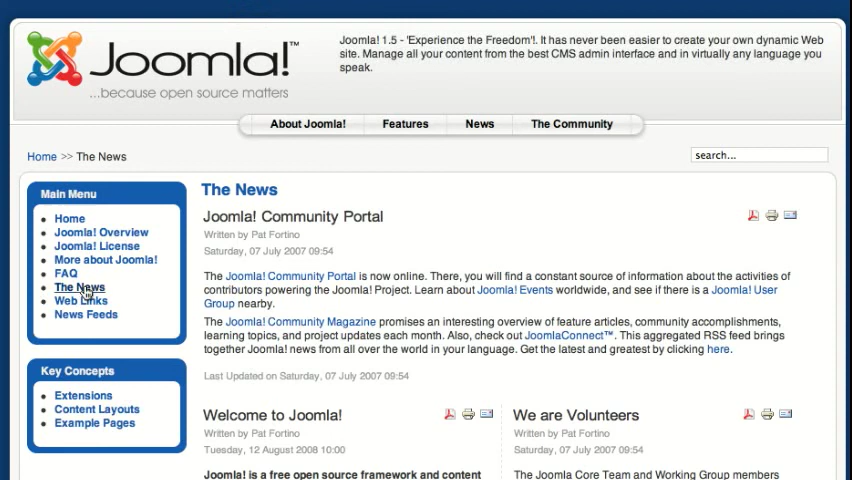 Joomla!™
...because open source matters
Joomla! 1.5 - 'Experience the Freedom'!. It has never been easier to create your own dynamic Web
site. Manage all your content from the best CMS admin interface and in virtually any language you
speak.
About Joomla! Features News The Community
Home >> The News
search...
Main Menu
Home
Joomla! Overview
Joomla! License
More about Joomla!
FAQ
The News
Web Links
News Feeds
Key Concepts
Extensions
Content Layouts
Example Pages
The News
Joomla! Community Portal
Written by Pat Fortino
Saturday, 07 July 2007 09:54
The Joomla! Community Portal is now online. There, you will find a constant source of information about the activities of
contributors powering the Joomla! Project. Learn about Joomla! Events worldwide, and see if there is a Joomla! User
Group nearby.
The Joomla! Community Magazine promises an interesting overview of feature articles, community accomplishments,
learning topics, and project updates each month. Also, check out JoomlaConnect™. This aggregated RSS feed brings
together Joomla! news from all over the world in your language. Get the latest and greatest by clicking here.
Last Updated on Saturday, 07 July 2007 09:54
Welcome to Joomla!
Written by Pat Fortino
Tuesday, 12 August 2008 10:00
Joomla! is a free open source framework and content
We are Volunteers
Written by Pat Fortino
Saturday, 07 July 2007 09:54
The Joomla Core Team and Working Group members